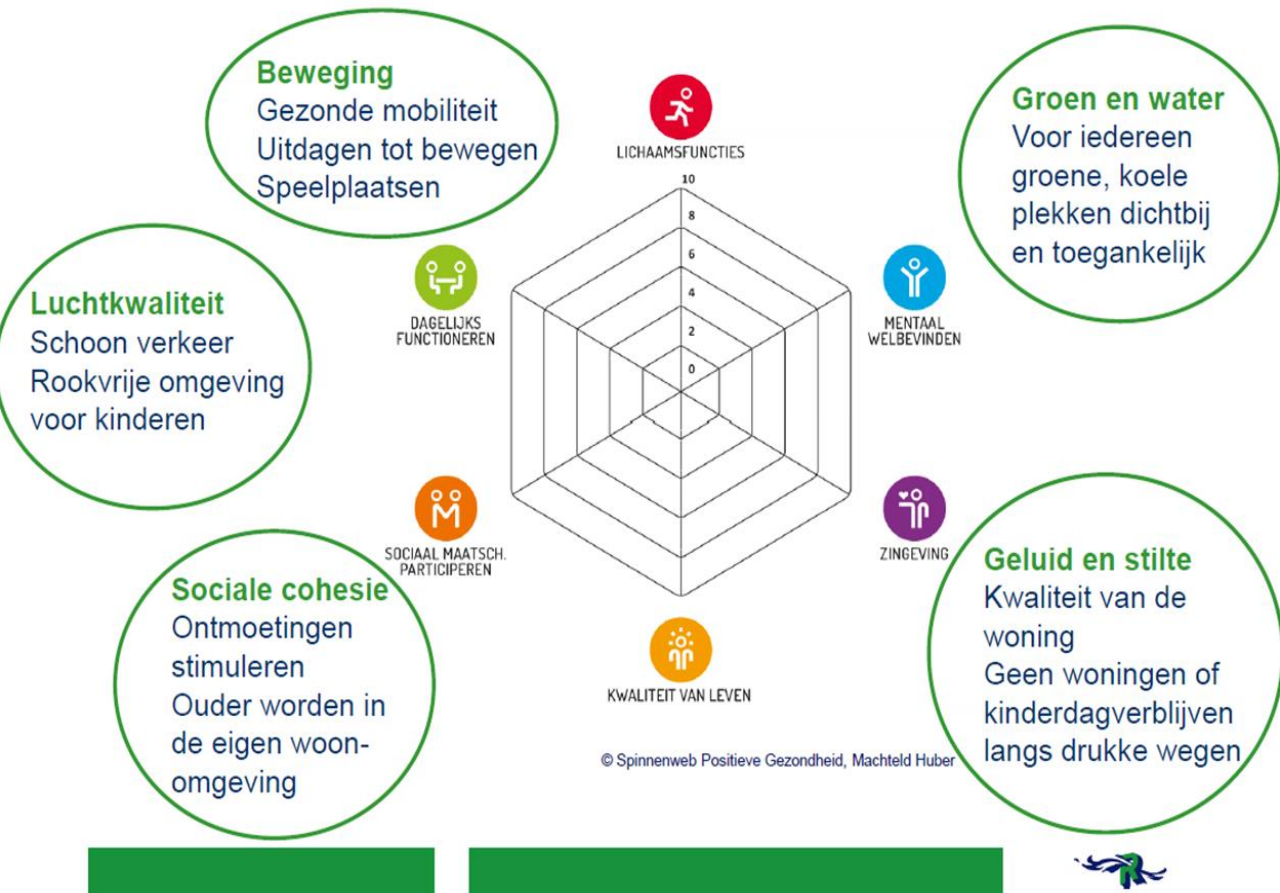 Beweging
Gezonde mobiliteit
Uitdagen tot bewegen
Speelplaatsen
Groen en water
Voor iedereen
groene, koele
plekken dichtbij
en toegankelijk
LICHAAMSFUNCTIES
10
8
6
4
2
0
DAGELIJKS
FUNCTIONEREN
MENTAAL
WELBEVINDEN
Luchtkwaliteit
Schoon verkeer
Rookvrije omgeving
voor kinderen
SOCIAAL MAATSCH.
PARTICIPEREN
ZINGEVING
Sociale cohesie
Ontmoetingen
stimuleren
Ouder worden in
de eigen woon-
omgeving
Geluid en stilte
Kwaliteit van de
woning
Geen woningen of
kinderdagverblijven
langs drukke wegen
KWALITEIT VAN LEVEN
© Spinnenweb Positieve Gezondheid, Machteld Huber
R